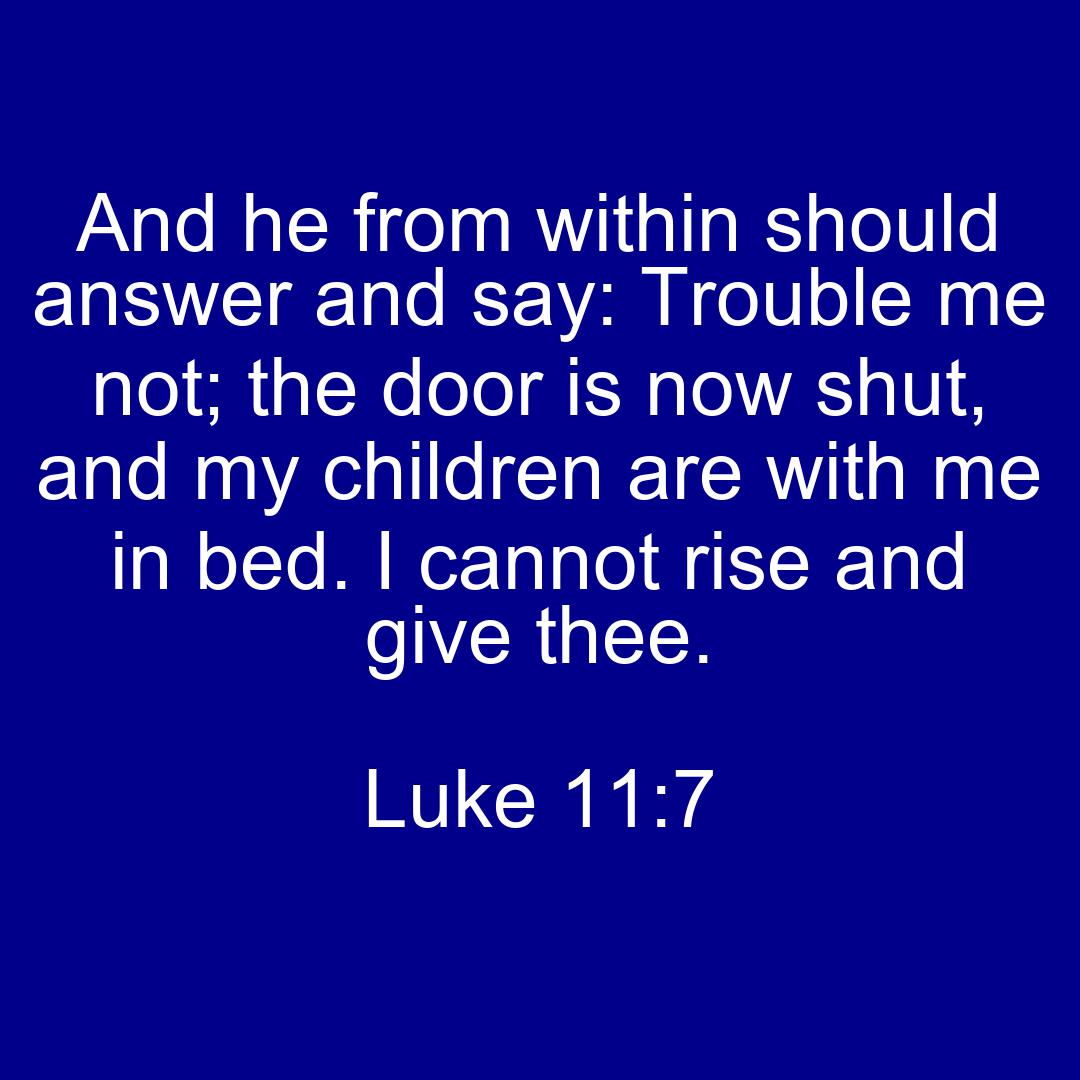 And he from within should
answer and say: Trouble me
not; the door is now shut,
and my children are with me
in bed. I cannot rise and
give thee.
Luke 11:7